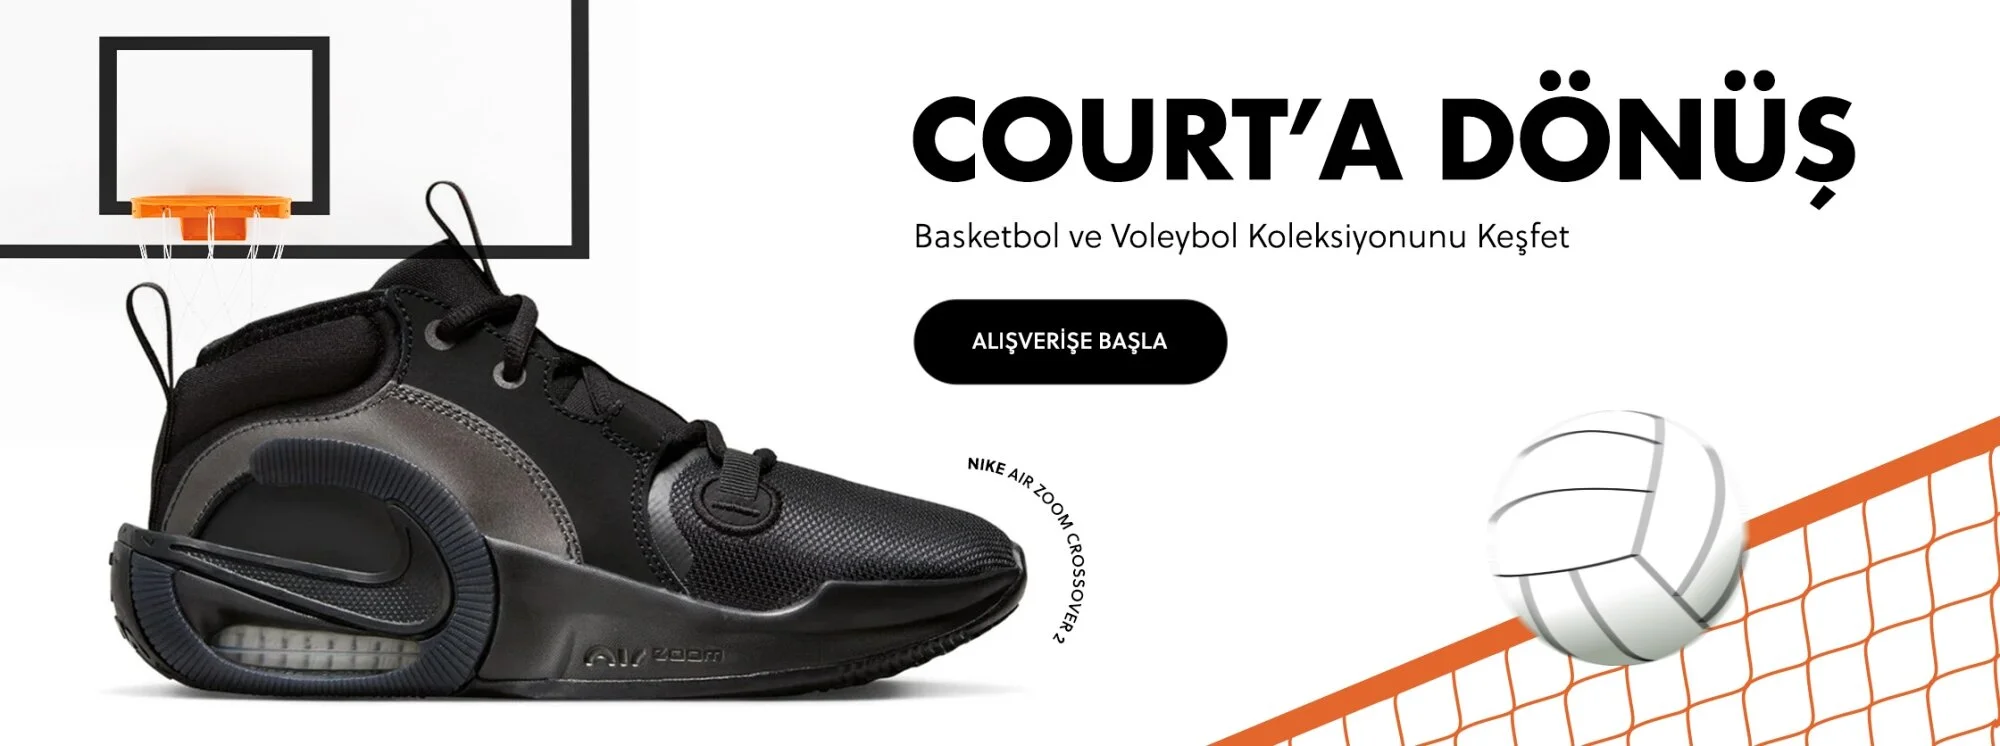 COURT'A DÖNÜŞ
Basketbol ve Voleybol Koleksiyonunu Keşfet
ALIŞVERİŞE BAŞLA
NIKE AIR ZOOM CROSSOVER 2
AIR zoom